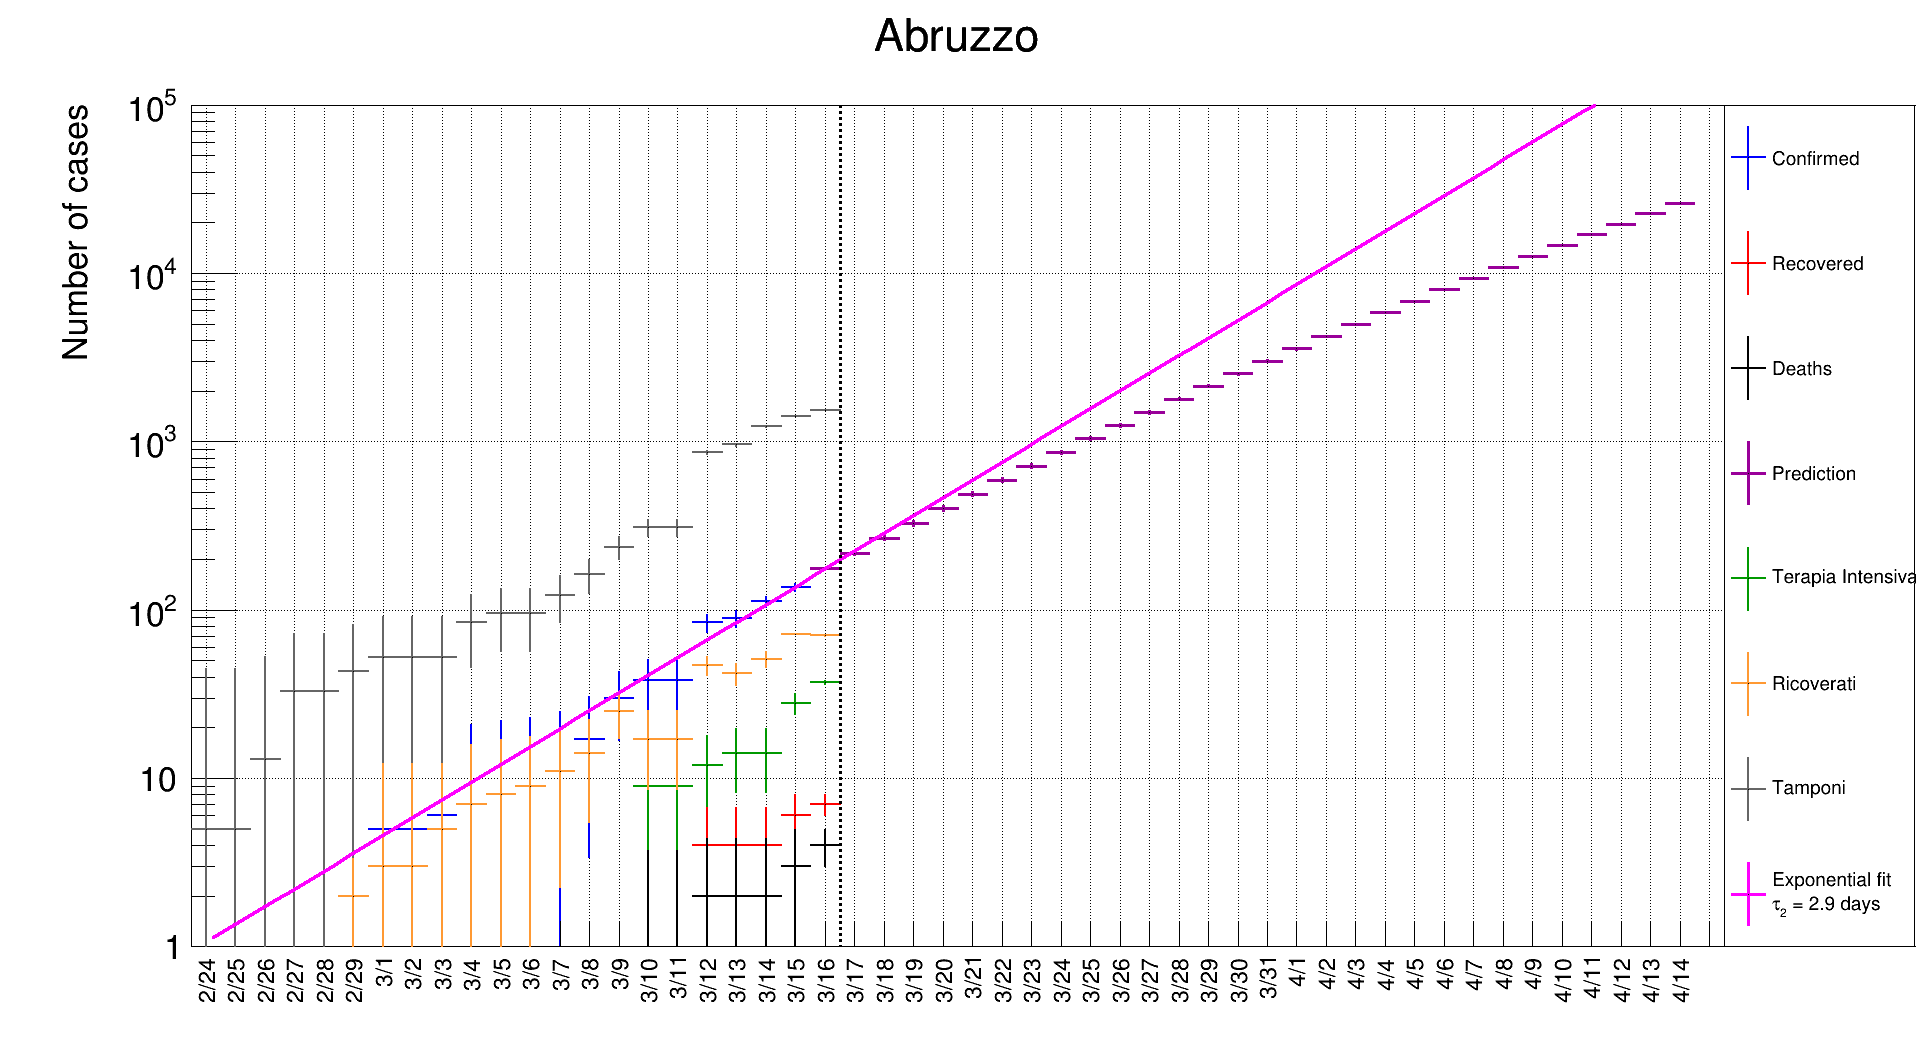 Abruzzo
Number of cases
10^5
10^4
10^3
10^2
10
1
2/24 2/25 2/26 2/27 2/28 2/29 3/1 3/2 3/3 3/4 3/5 3/6 3/7 3/8 3/9 3/10 3/11 3/12 3/13 3/14 3/15 3/16 3/17 3/18 3/19 3/20 3/21 3/22 3/23 3/24 3/25 3/26 3/27 3/28 3/29 3/30 3/31 4/1 4/2 4/3 4/4 4/5 4/6 4/7 4/8 4/9 4/10 4/11 4/12 4/13 4/14
Confirmed
Recovered
Deaths
Prediction
Terapia Intensiva
Ricoverati
Tamponi
Exponential fit
τ_2 = 2.9 days